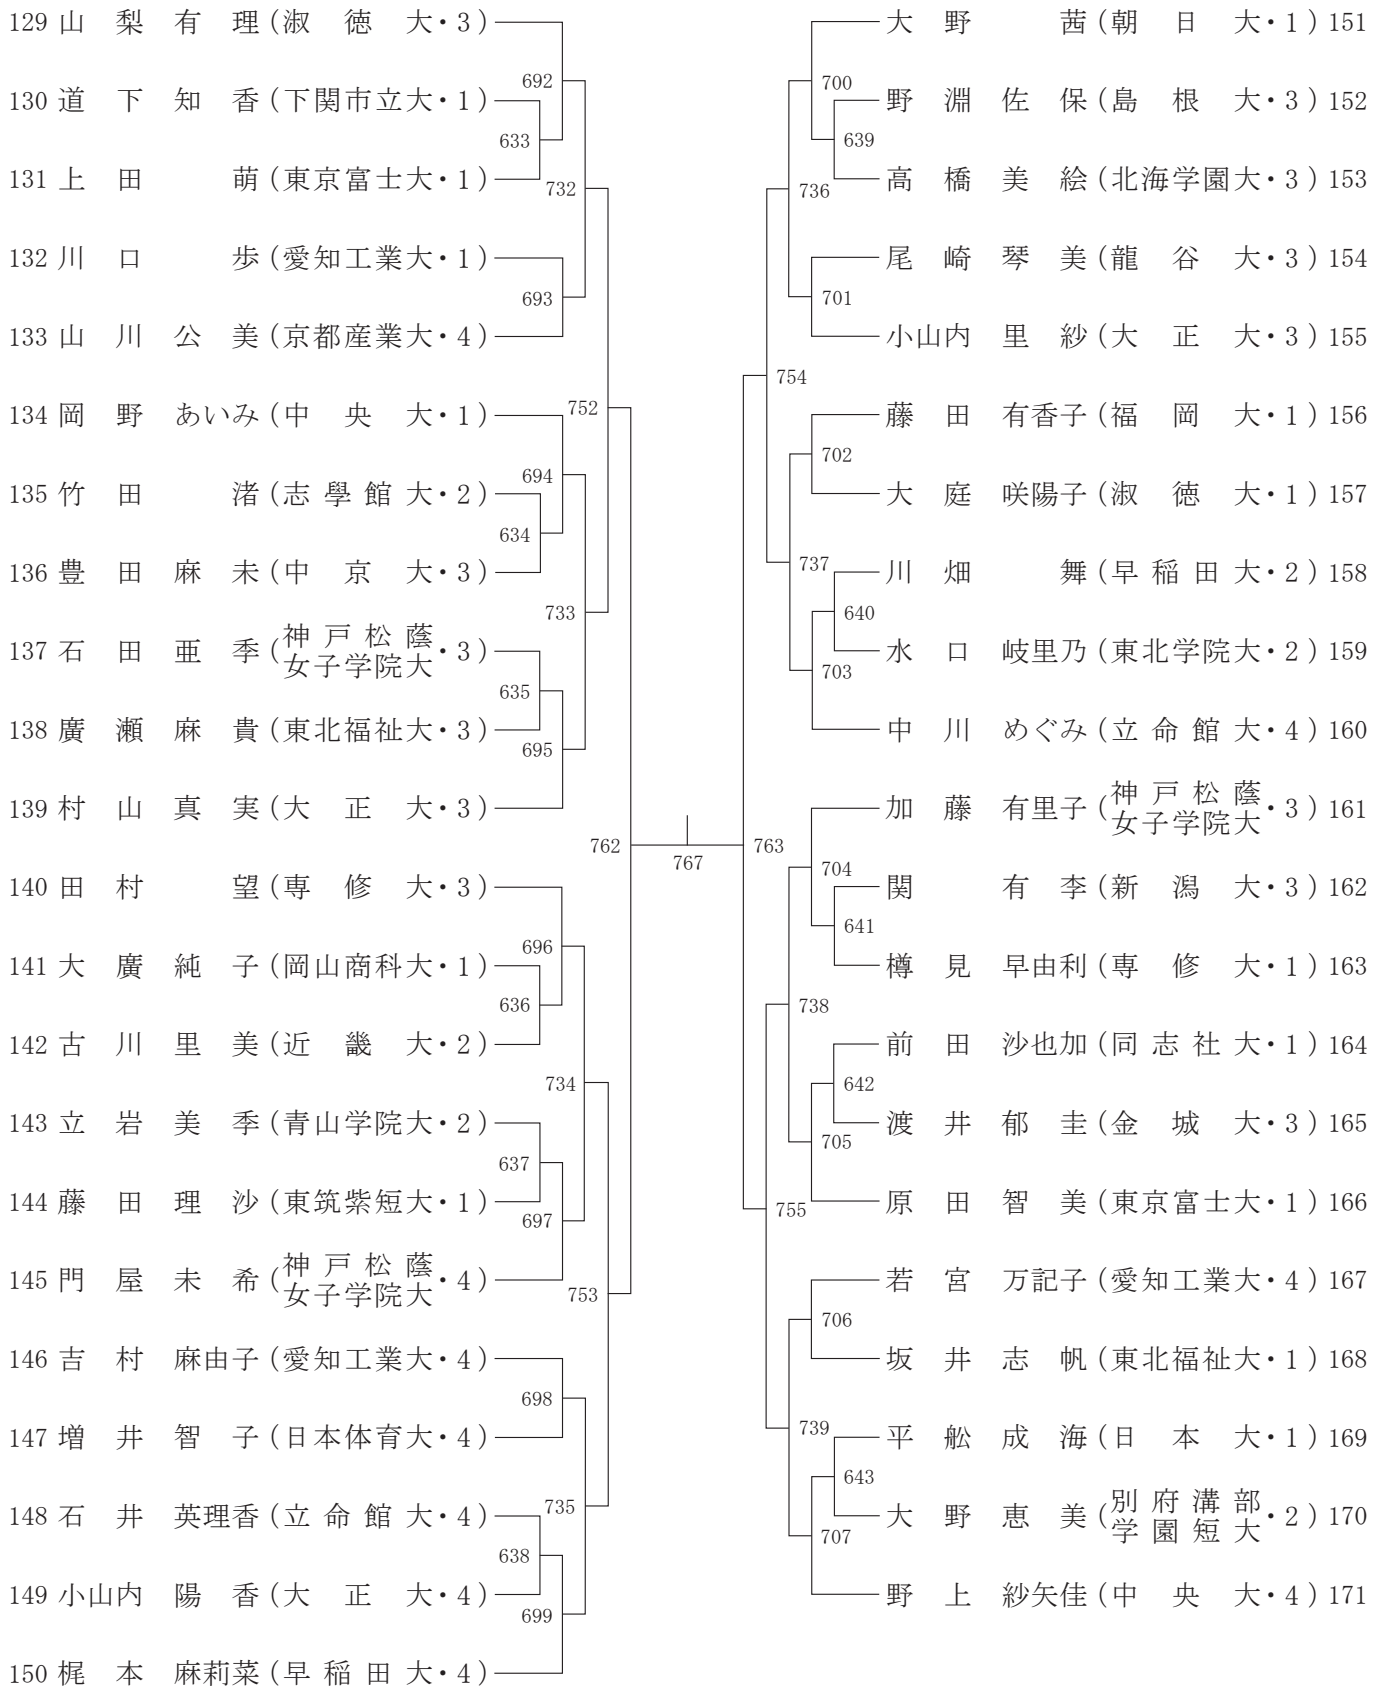 129 山梨有理 (淑徳大・3)
130 道下知香 (下関市立大・1)
131 上田萌 (東京富士大・1)
132 川口歩 (愛知工業大・1)
133 山川公美 (京都産業大・4)
134 岡野あいみ (中央大・1)
135 竹田渚 (志學館大・2)
136 豊田麻未 (中京大・3)
137 石田亜季 (神戸松蔭女子学院大・3)
138 廣瀬麻貴 (東北福祉大・3)
139 村山真実 (大正大・3)
140 田村望 (専修大・3)
141 大廣純子 (岡山商科大・1)
142 古川里美 (近畿大・2)
143 立岩美季 (青山学院大・2)
144 藤田理沙 (東筑紫短大・1)
145 門屋未希 (神戸松蔭女子学院大・4)
146 吉村麻由子 (愛知工業大・4)
147 増井智子 (日本体育大・4)
148 石井英理香 (立命館大・4)
149 小山内陽香 (大正大・4)
150 梶本麻莉菜 (早稲田大・4)
692
633
732
693
752
694
634
733
635
695
762
696
636
734
637
697
753
698
735
638
699
767
763
700
639
736
701
754
702
737
640
703
704
641
738
642
705
755
706
739
643
707
大野茜 (朝日大・1) 151
野淵佐保 (島根大・3) 152
高橋美絵 (北海学園大・3) 153
尾崎琴美 (龍谷大・3) 154
小山内里紗 (大正大・3) 155
藤田有香子 (福岡大・1) 156
大庭咲陽子 (淑徳大・1) 157
川畑舞 (早稲田大・2) 158
水口岐里乃 (東北学院大・2) 159
中川めぐみ (立命館大・4) 160
加藤有里子 (神戸松蔭女子学院大・3) 161
関有李 (新潟大・3) 162
樽見早由利 (専修大・1) 163
前田沙也加 (同志社大・1) 164
渡井郁圭 (金城大・3) 165
原田智美 (東京富士大・1) 166
若宮万記子 (愛知工業大・4) 167
坂井志帆 (東北福祉大・1) 168
平舩成海 (日本大・1) 169
大野恵美 (別府溝部学園短大・2) 170
野上紗矢佳 (中央大・4) 171